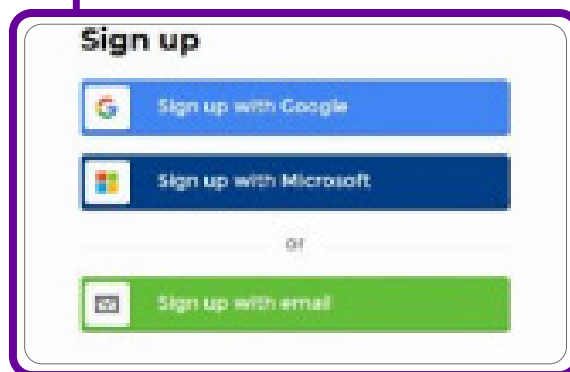 Sign up
Sign up with Google
Sign up with Microsoft
or
Sign up with email